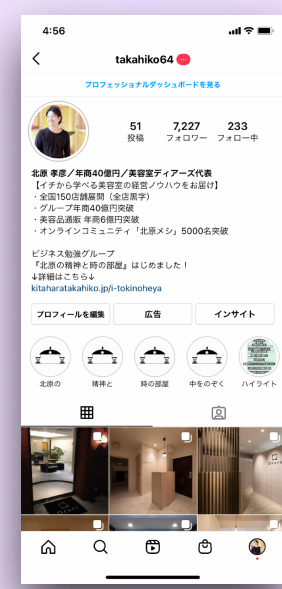 4:56
takahiko64
プロフェッショナルダッシュボードを見る
51 7,227 233
投稿 フォロワー フォロー中
北原 孝彦／年商40億円／美容室ディアーズ代表
【イチから学べる美容室の経営ノウハウをお届け】
・全国150店舗展開（全店黒字）
・グループ年商40億円突破
・美容品通販 年商6億円突破
・オンラインコミュニティ「北原メシ」5000名突破
ビジネス勉強グループ
『北原の精神と時の部屋』はじめました！
↓詳細はこちら↓
kitaharatakahiko.jp/i-tokinoheya
プロフィールを編集 広告 インサイト
北原の 精神と 時の部屋 中をのぞく ハイライト